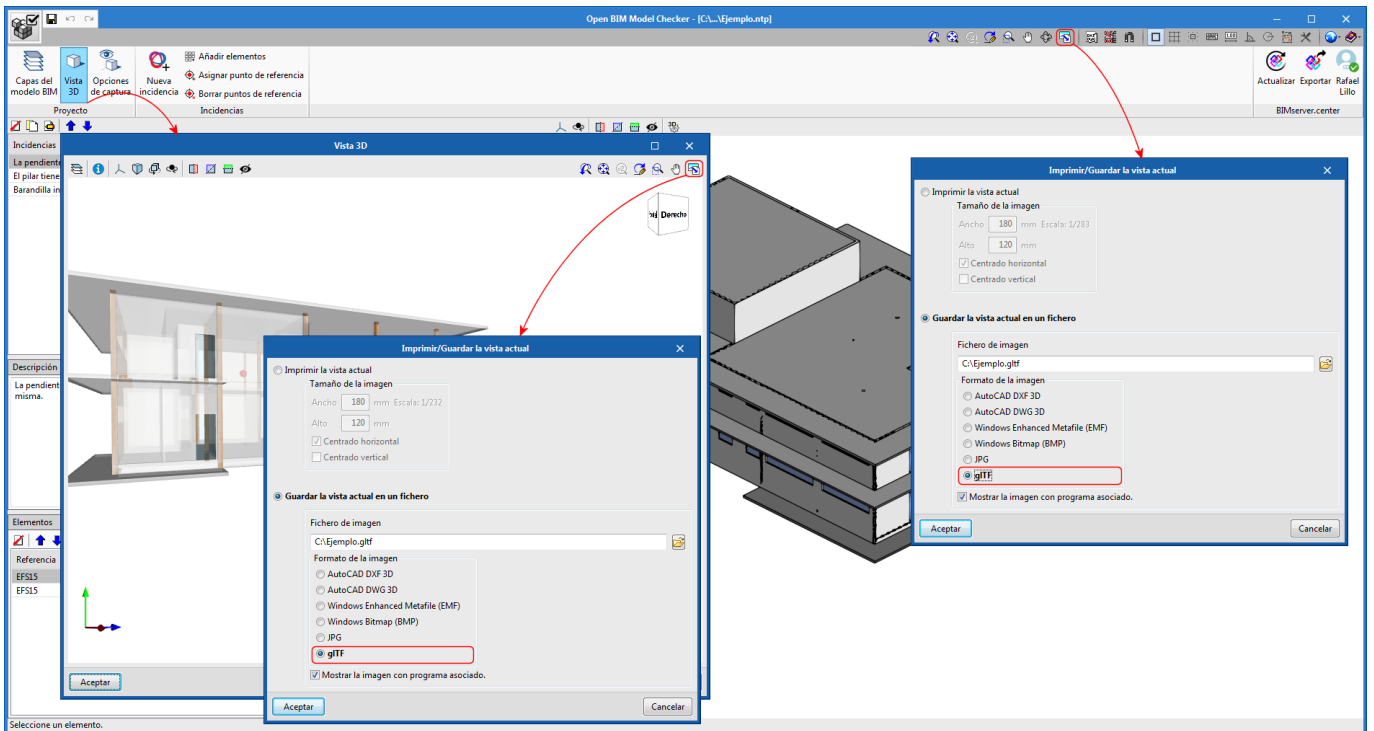 Open BIM Model Checker - [C:\...\Ejemplo.ntp]
Capas del
modelo BIM
Vista
3D
Opciones
de captura
Nueva
incidencia
Añadir elementos
Asignar punto de referencia
Borrar puntos de referencia
Actualizar
Exportar
Rafael
Lillo
Proyecto
Incidencias
BIMserver.center
Incidencias
La pendiente
El pilar tiene
Barandilla in
Vista 3D
Derecho
Descripción
La pendient
misma.
Elementos
Referencia
EFS15
EFS15
Aceptar
Imprimir/Guardar la vista actual
Imprimir la vista actual
Tamaño de la imagen
Ancho 180 mm Escala: 1/232
Alto 120 mm
Centrado horizontal
Centrado vertical
Guardar la vista actual en un fichero
Fichero de imagen
C:\Ejemplo.gltf
Formato de la imagen
AutoCAD DXF 3D
AutoCAD DWG 3D
Windows Enhanced Metafile (EMF)
Windows Bitmap (BMP)
JPG
glTF
Mostrar la imagen con programa asociado.
Aceptar
Cancelar
Imprimir/Guardar la vista actual
Imprimir la vista actual
Tamaño de la imagen
Ancho 180 mm Escala: 1/283
Alto 120 mm
Centrado horizontal
Centrado vertical
Guardar la vista actual en un fichero
Fichero de imagen
C:\Ejemplo.gltf
Formato de la imagen
AutoCAD DXF 3D
AutoCAD DWG 3D
Windows Enhanced Metafile (EMF)
Windows Bitmap (BMP)
JPG
glTF
Mostrar la imagen con programa asociado.
Aceptar
Cancelar
Seleccione un elemento.